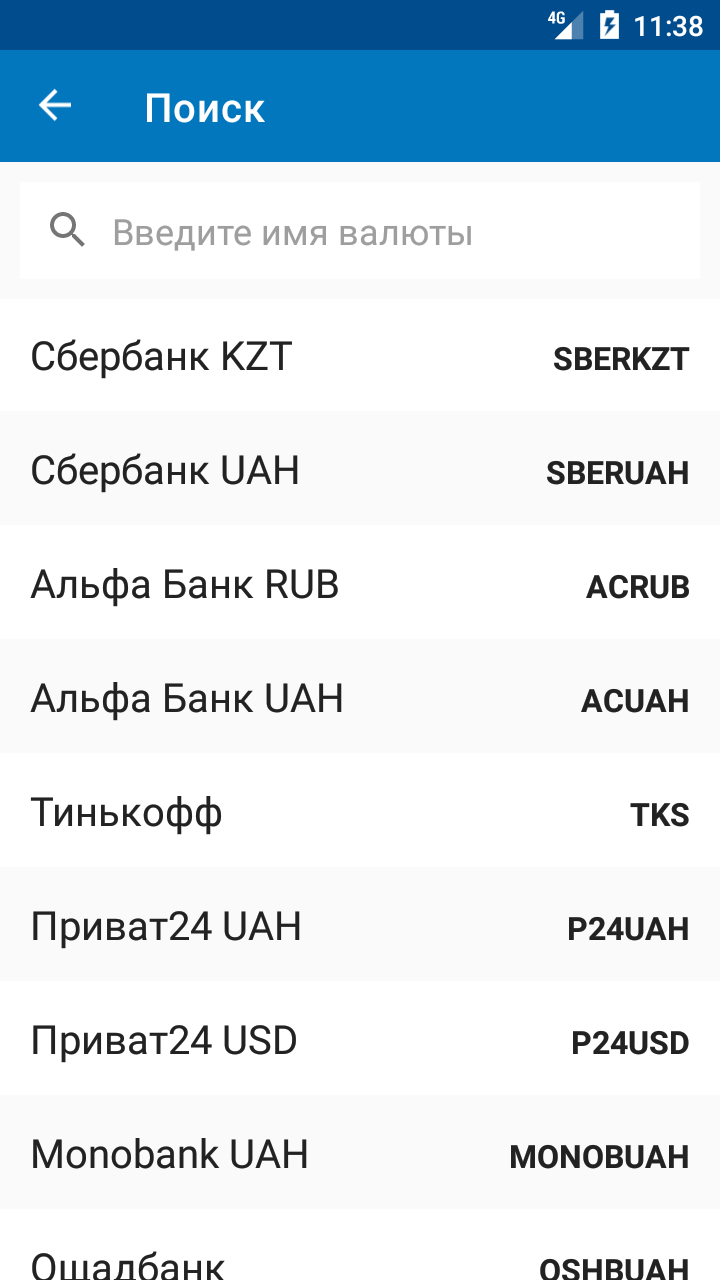 4G 11:38
Поиск
Введите имя валюты
Сбербанк KZT SBERKZT
Сбербанк UAH SBERUAH
Альфа Банк RUB ACRUB
Альфа Банк UAH ACUAH
Тинькофф TKS
Приват24 UAH P24UAH
Приват24 USD P24USD
Monobank UAH MONOBUAH
Ощадбанк OSHBUAH